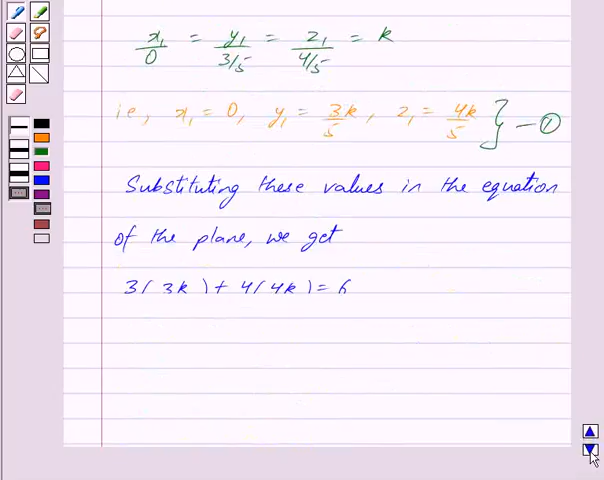 x₁/0 = y₁/3/5 = z₁/4/5 = k
ie, x₁ = 0, y₁ = 3k/5, z₁ = 4k/5 } – ①
Substituting these values in the equation
of the plane, we get
3( 3k ) + 4( 4k ) = 6